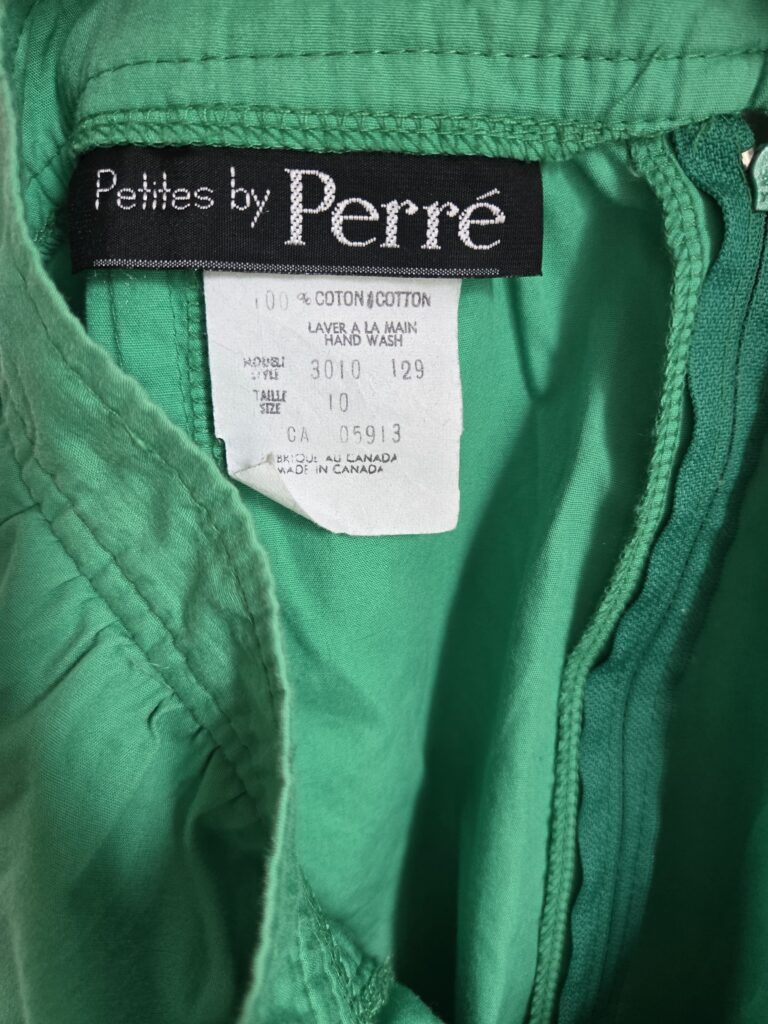 Petites by Perré
100 % COTON/COTTON
LAVER A LA MAIN
HAND WASH
STYLE 3010 129
TAILLE
SIZE 10
CA 05913
AU CANADA
MADE IN CANADA